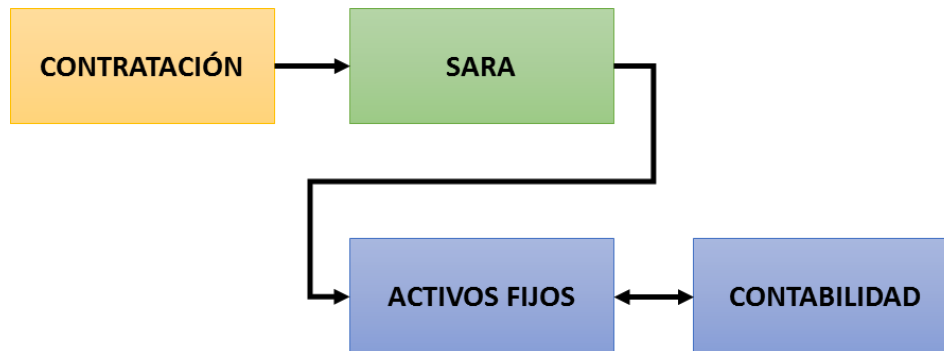 CONTRATACIÓN
SARA
ACTIVOS FIJOS
CONTABILIDAD